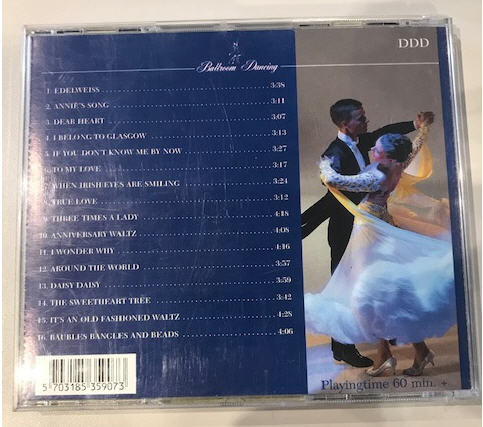 DDD
Ballroom Dancing
1. EDELWEISS 3:38
2. ANNIE'S SONG 3:11
3. DEAR HEART 3:07
4. I BELONG TO GLASGOW 3:13
5. IF YOU DON'T KNOW ME BY NOW 3:27
6. TO MY LOVE 3:17
7. WHEN IRISH EYES ARE SMILING 3:24
8. TRUE LOVE 3:12
9. THREE TIMES A LADY 4:18
10. ANNIVERSARY WALTZ 4:08
11. I WONDER WHY 4:16
12. AROUND THE WORLD 3:57
13. DAISY DAISY 3:59
14. THE SWEETHEART TREE 3:42
15. IT'S AN OLD FASHIONED WALTZ 4:28
16. BAUBLES BANGLES AND BEADS 4:06
5 703185 359073
Playingtime 60 min. +